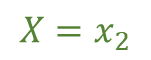 X = x₂